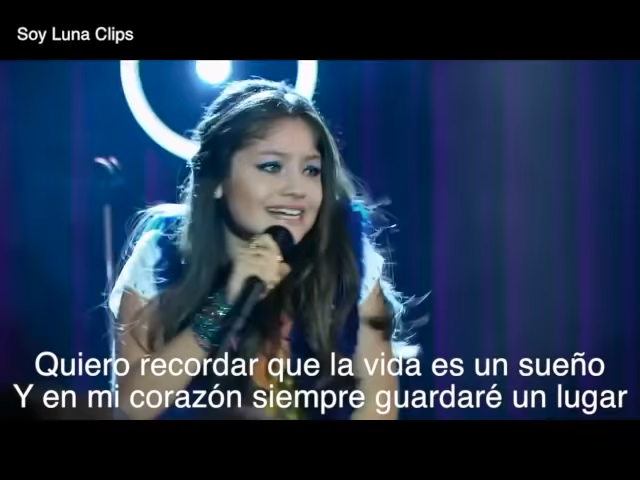 Soy Luna Clips
Quiero recordar que la vida es un sueño
Y en mi corazón siempre guardaré un lugar